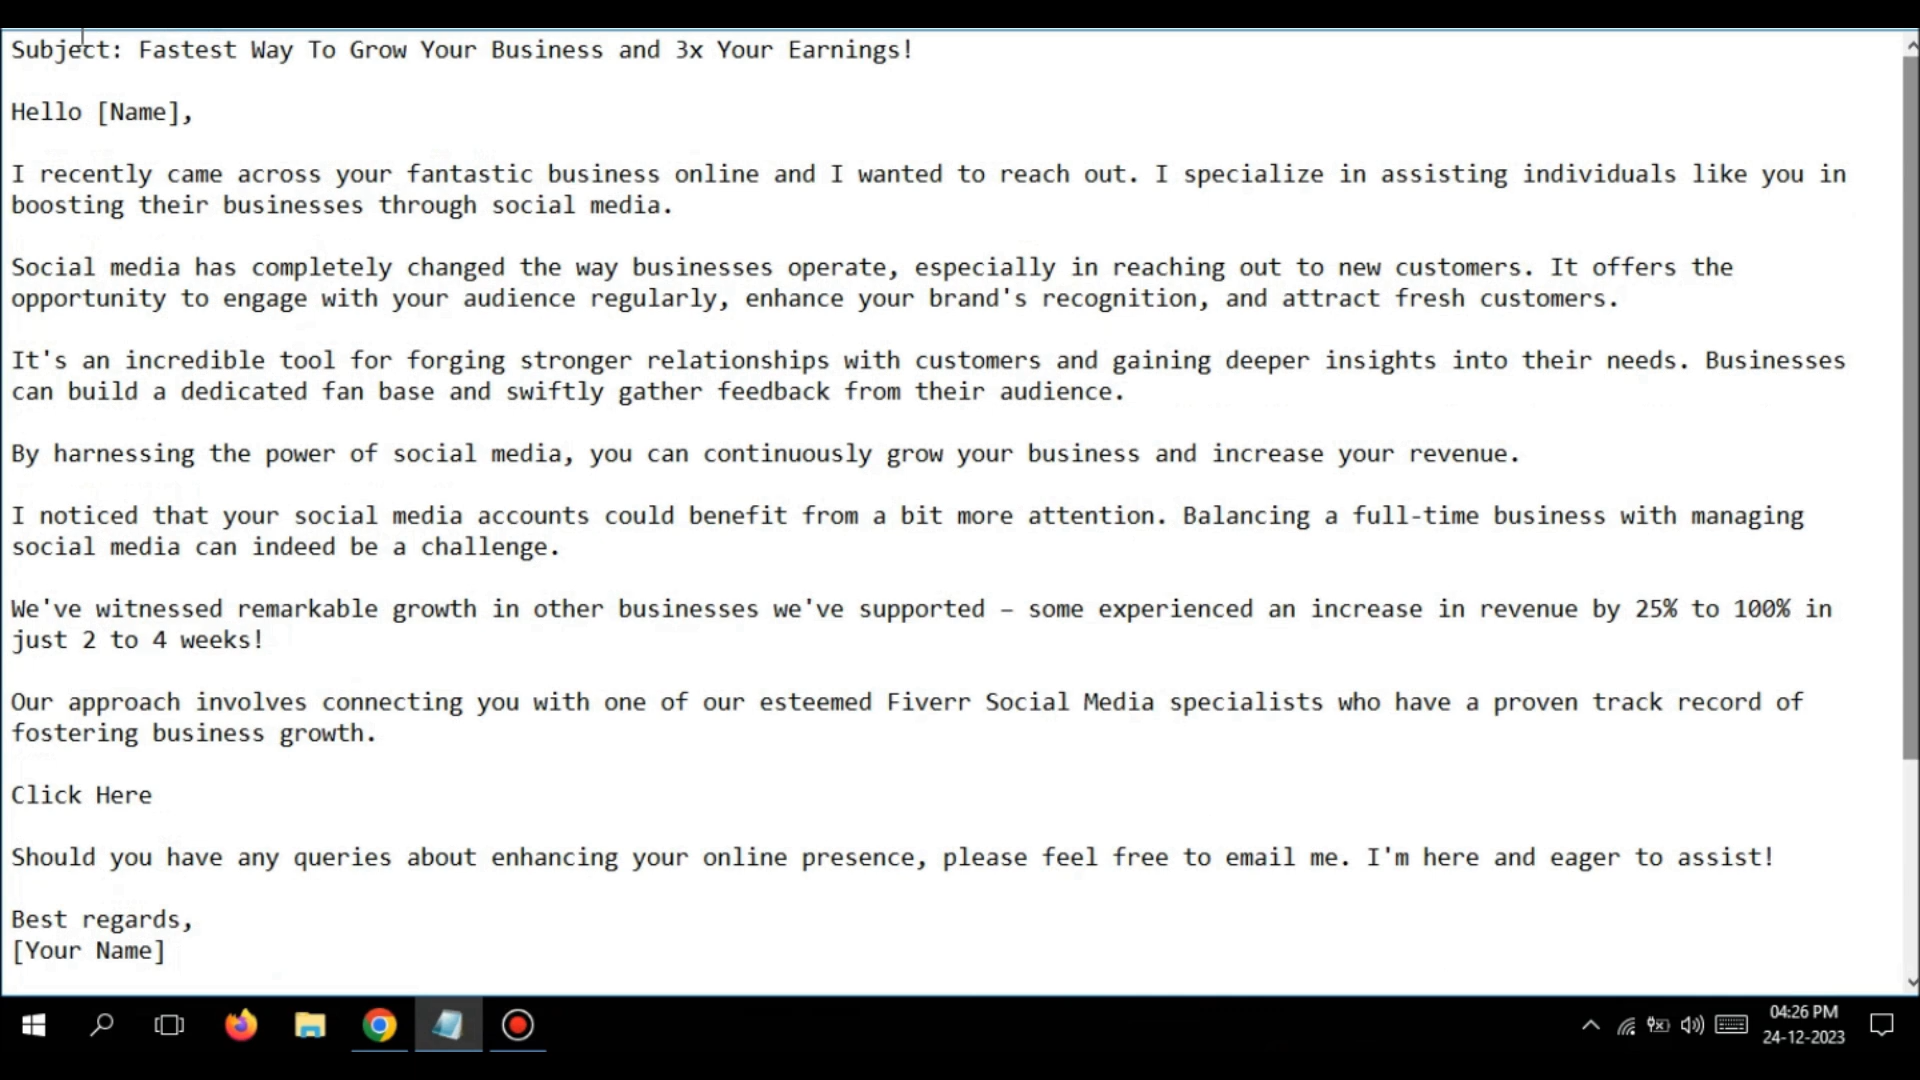 Subject: Fastest Way To Grow Your Business and 3x Your Earnings!
Hello [Name],
I recently came across your fantastic business online and I wanted to reach out. I specialize in assisting individuals like you in
boosting their businesses through social media.
Social media has completely changed the way businesses operate, especially in reaching out to new customers. It offers the
opportunity to engage with your audience regularly, enhance your brand's recognition, and attract fresh customers.
It's an incredible tool for forging stronger relationships with customers and gaining deeper insights into their needs. Businesses
can build a dedicated fan base and swiftly gather feedback from their audience.
By harnessing the power of social media, you can continuously grow your business and increase your revenue.
I noticed that your social media accounts could benefit from a bit more attention. Balancing a full-time business with managing
social media can indeed be a challenge.
We've witnessed remarkable growth in other businesses we've supported – some experienced an increase in revenue by 25% to 100% in
just 2 to 4 weeks!
Our approach involves connecting you with one of our esteemed Fiverr Social Media specialists who have a proven track record of
fostering business growth.
Click Here
Should you have any queries about enhancing your online presence, please feel free to email me. I'm here and eager to assist!
Best regards,
[Your Name]
04:26 PM
24-12-2023